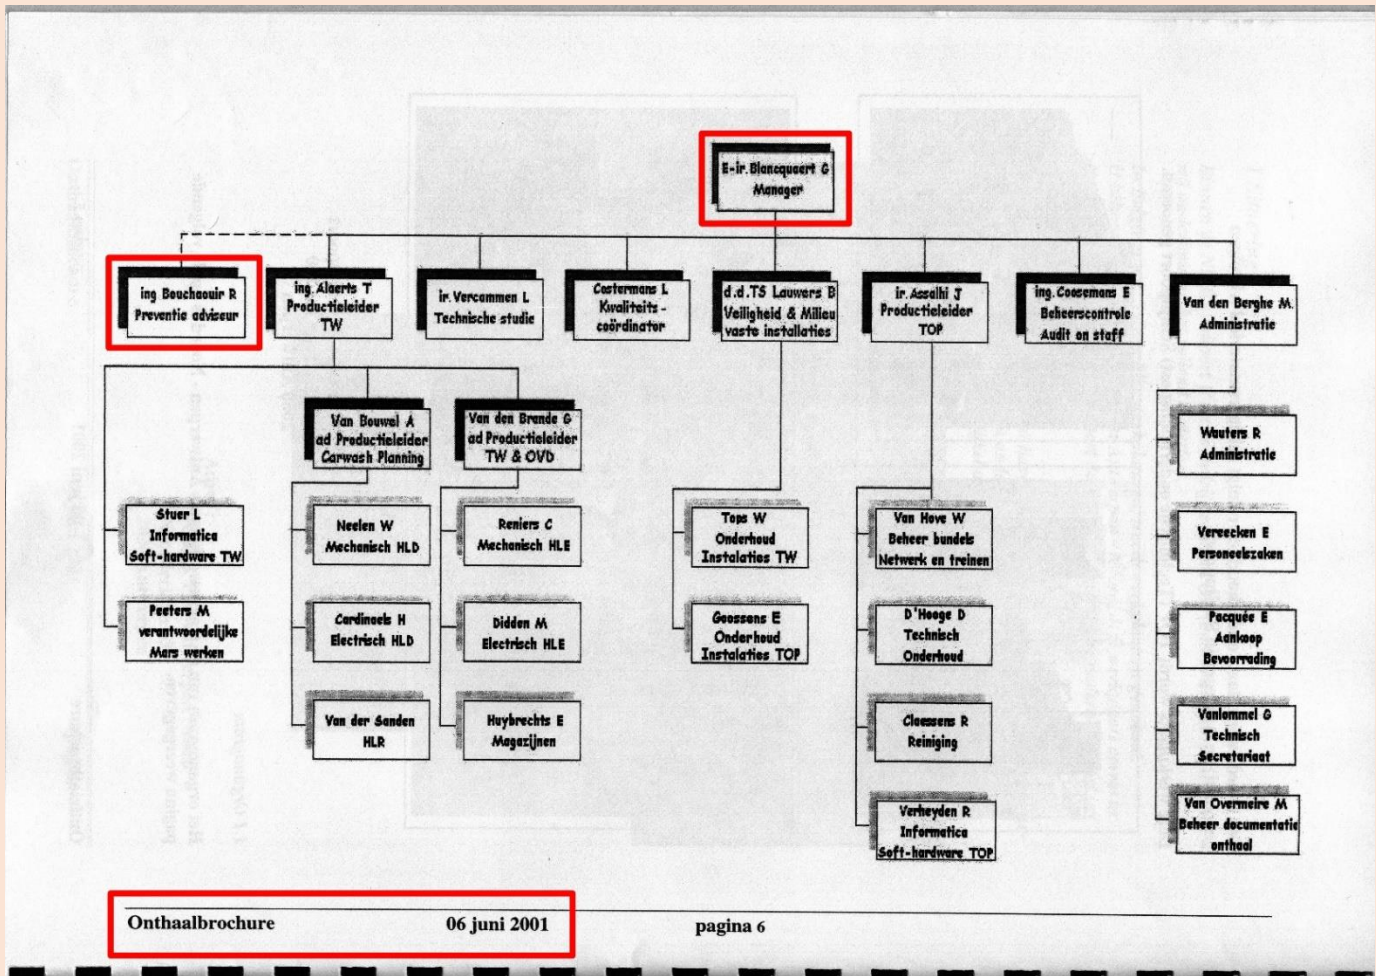 E-ir. Blancquaert G
Manager
ing Bouchaouir R
Preventie adviseur
ing. Alaerts T
Productieleider
TW
ir. Vercammen L
Technische studie
Costermans L
Kwaliteits-
coördinator
d.d.TS Lauwers B
Veiligheid & Milieu
vaste installaties
ir. Assalhi J
Productieleider
TOP
ing. Coosemans E
Beheerscontrole
Audit on staff
Van den Berghe M.
Administratie
Van Bouwel A
ad Productieleider
Carwash Planning
Van den Brande G
ad Productieleider
TW & OVD
Stuer L
Informatica
Soft-hardware TW
Peeters M
verantwoordelijke
Mars werken
Neelen W
Mechanisch HLD
Cardinaels H
Electrisch HLD
Van der Sanden
HLR
Reniers C
Mechanisch HLE
Didden M
Electrisch HLE
Huybrechts E
Magazijnen
Tops W
Onderhoud
Instalaties TW
Goossens E
Onderhoud
Instalaties TOP
Van Hove W
Beheer bundels
Netwerk en treinen
D'Hooge D
Technisch
Onderhoud
Claessens R
Reiniging
Verheyden R
Informatica
Soft-hardware TOP
Wauters R
Administratie
Vereecken E
Personeelszaken
Pacquée E
Aankoop
Bevoorrading
Vanlommel G
Technisch
Secretariaat
Van Overmeire M
Beheer documentatie
onthaal
Onthaalbrochure 06 juni 2001 pagina 6